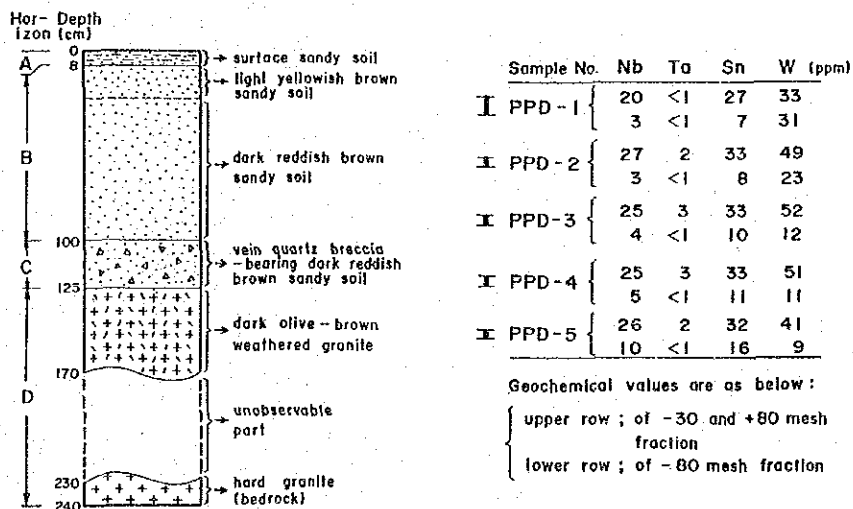 Hor- Depth
izon (cm)
0
A
8
B
100
C
125
170
D
230
240
surface sandy soil
light yellowish brown
sandy soil
dark reddish brown
sandy soil
vein quartz breccia
-bearing dark reddish
brown sandy soil
dark olive-brown
weathered granite
unobservable
part
hard granite
(bedrock)
Sample No. Nb Ta Sn W (ppm)
PPD-1 { 20 <1 27 33
3 <1 7 31
PPD-2 { 27 2 33 49
3 <1 8 23
PPD-3 { 25 3 33 52
4 <1 10 12
PPD-4 { 25 3 33 51
5 <1 11 11
PPD-5 { 26 2 32 41
10 <1 16 9
Geochemical values are as below :
upper row ; of -30 and +80 mesh
fraction
lower row ; of -80 mesh fraction